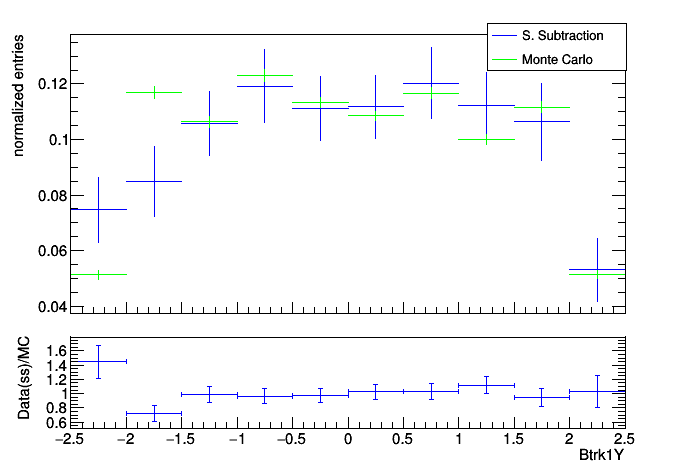 S. Subtraction
Monte Carlo
normalized entries
0.12
0.1
0.08
0.06
0.04
Data(ss)/MC
1.6
1.4
1.2
1
0.8
0.6
−2.5 −2 −1.5 −1 −0.5 0 0.5 1 1.5 2 2.5
Btrk1Y